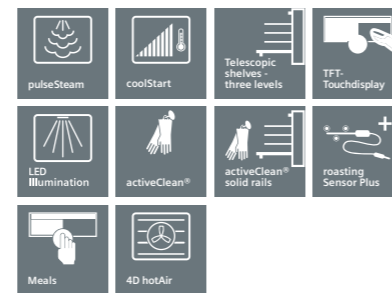 pulseSteam
coolStart
Telescopic
shelves -
three levels
TFT-
Touchdisplay
LED
IIIumination
activeClean®
activeClean®
solid rails
roasting
Sensor Plus
Meals
4D hotAir